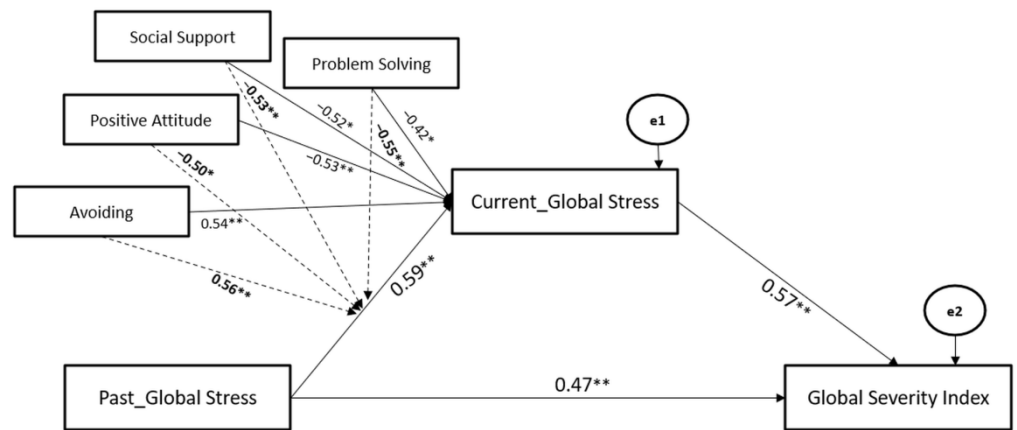 Social Support
Problem Solving
−0.53**
−0.52*
−0.42*
e1
Positive Attitude
−0.55**
−0.50*
−0.53**
Avoiding
0.54**
Current_Global Stress
0.56**
0.59**
0.57**
e2
Past_Global Stress
0.47**
Global Severity Index